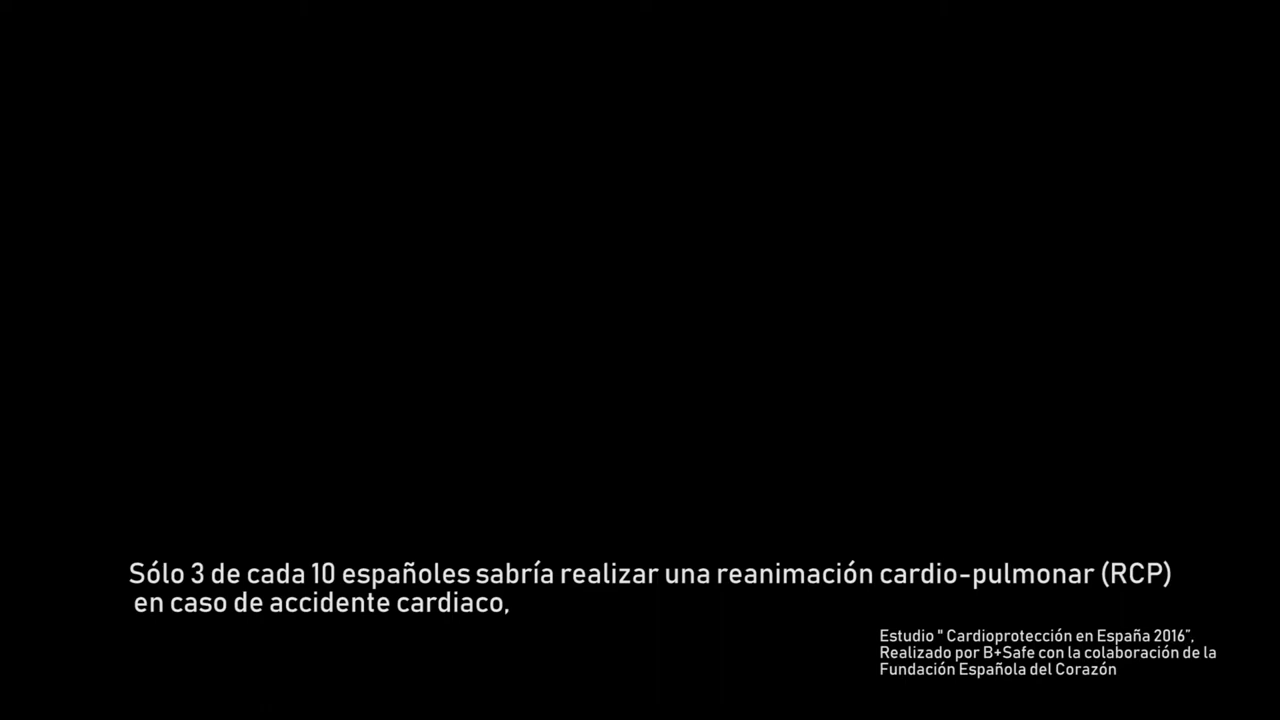 Sólo 3 de cada 10 españoles sabría realizar una reanimación cardio-pulmonar (RCP)
en caso de accidente cardiaco,
Estudio " Cardioprotección en España 2016”,
Realizado por B+Safe con la colaboración de la
Fundación Española del Corazón